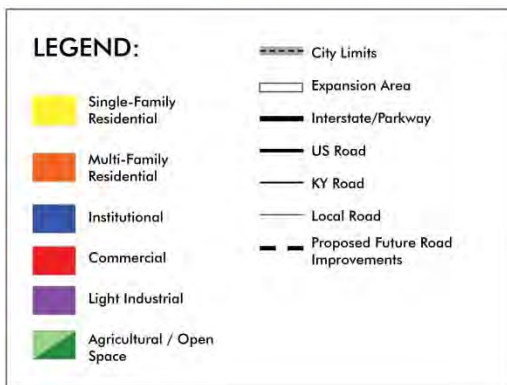 LEGEND:
Single-Family
Residential
Multi-Family
Residential
Institutional
Commercial
Light Industrial
Agricultural / Open
Space
City Limits
Expansion Area
Interstate/Parkway
US Road
KY Road
Local Road
Proposed Future Road
Improvements